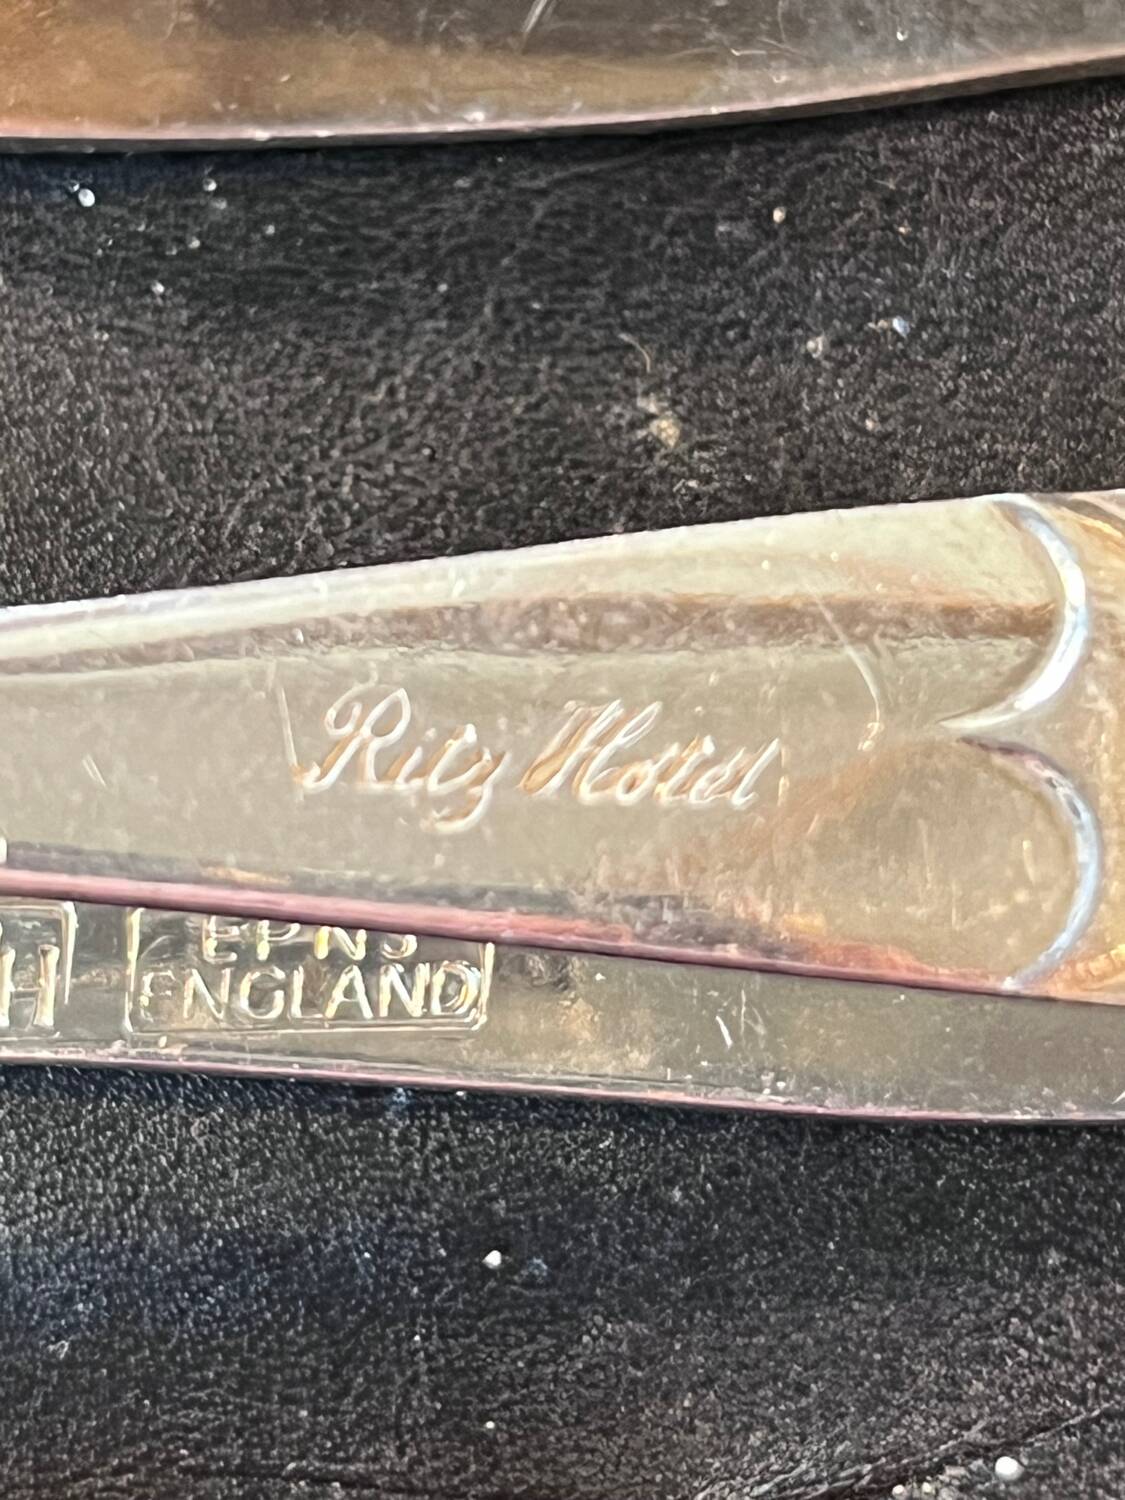 Ritz Hotel
H
EPNS
ENGLAND